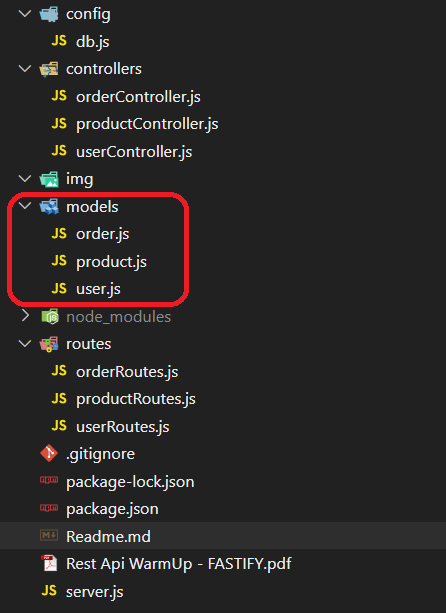 config
JS db.js
controllers
JS orderController.js
JS productController.js
JS userController.js
img
models
JS order.js
JS product.js
JS user.js
node_modules
routes
JS orderRoutes.js
JS productRoutes.js
JS userRoutes.js
.gitignore
package-lock.json
package.json
Readme.md
Rest Api WarmUp - FASTIFY.pdf
JS server.js